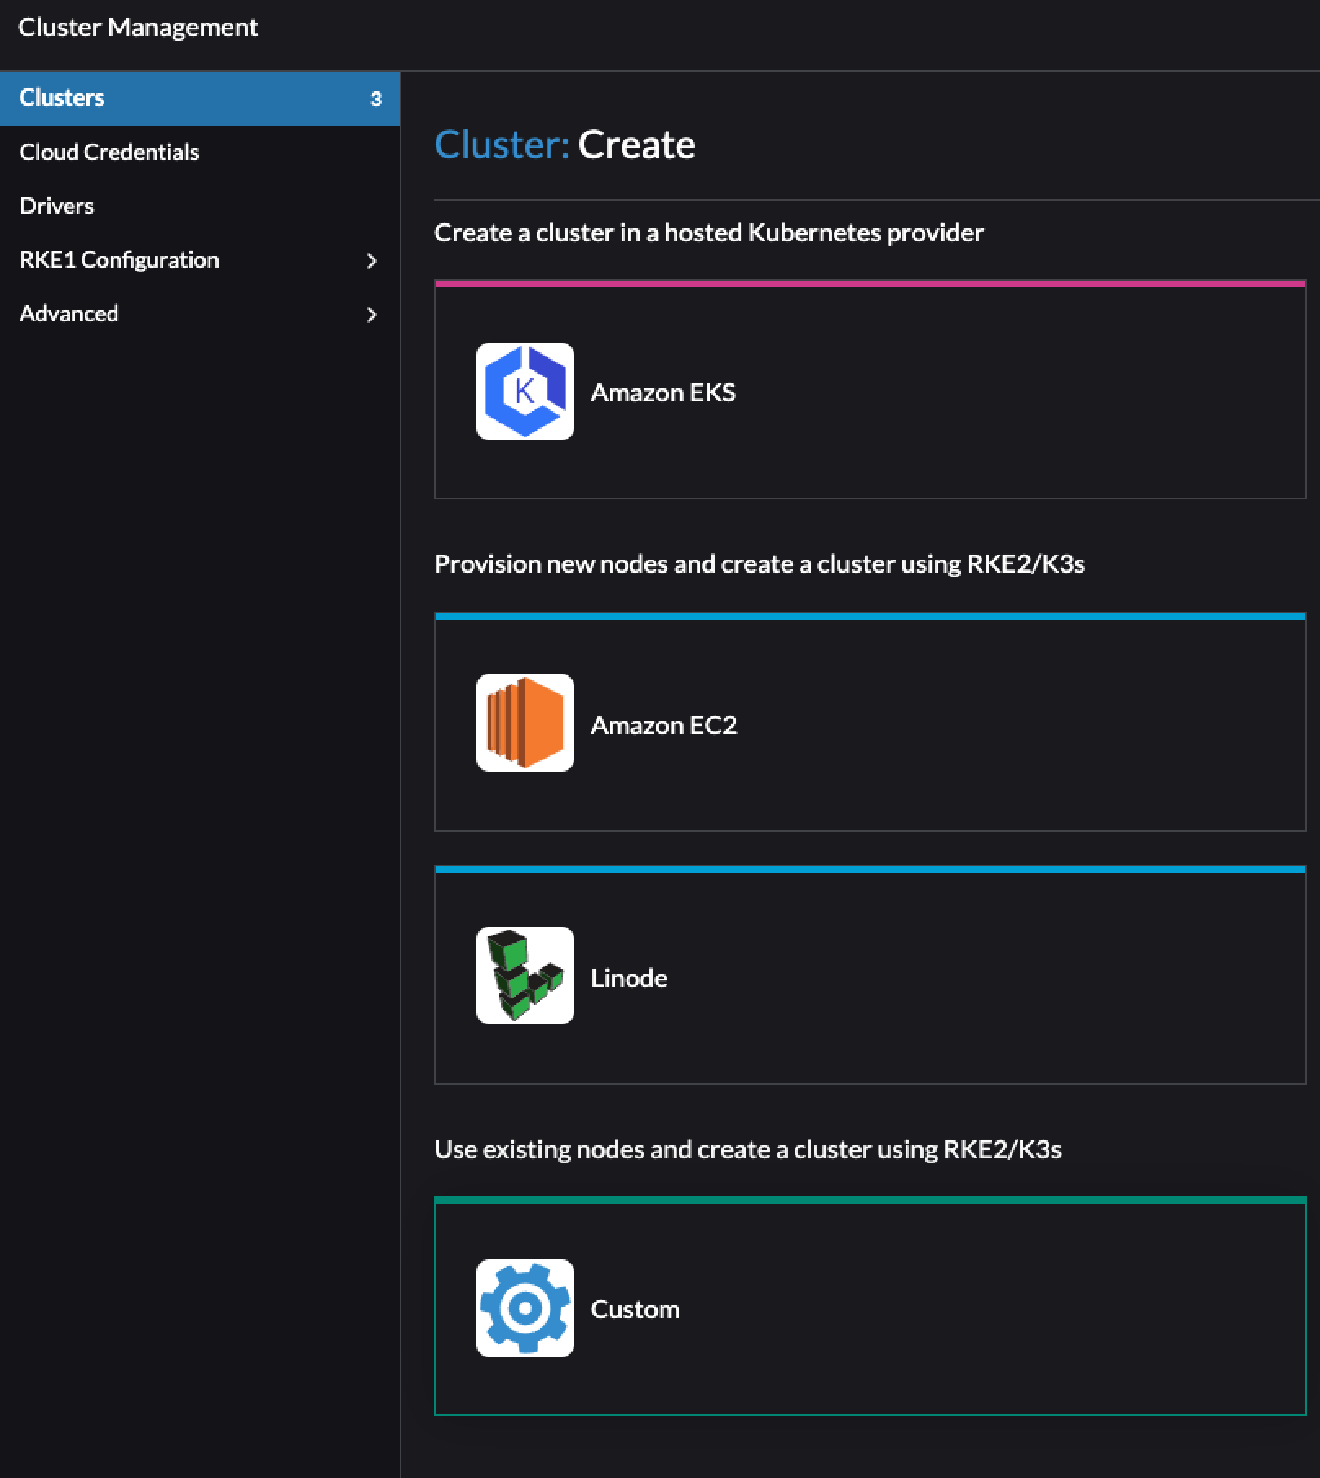 Cluster Management
Clusters 3
Cloud Credentials
Drivers
RKE1 Configuration
Advanced
Cluster: Create
Create a cluster in a hosted Kubernetes provider
K
Amazon EKS
Provision new nodes and create a cluster using RKE2/K3s
Amazon EC2
Linode
Use existing nodes and create a cluster using RKE2/K3s
Custom